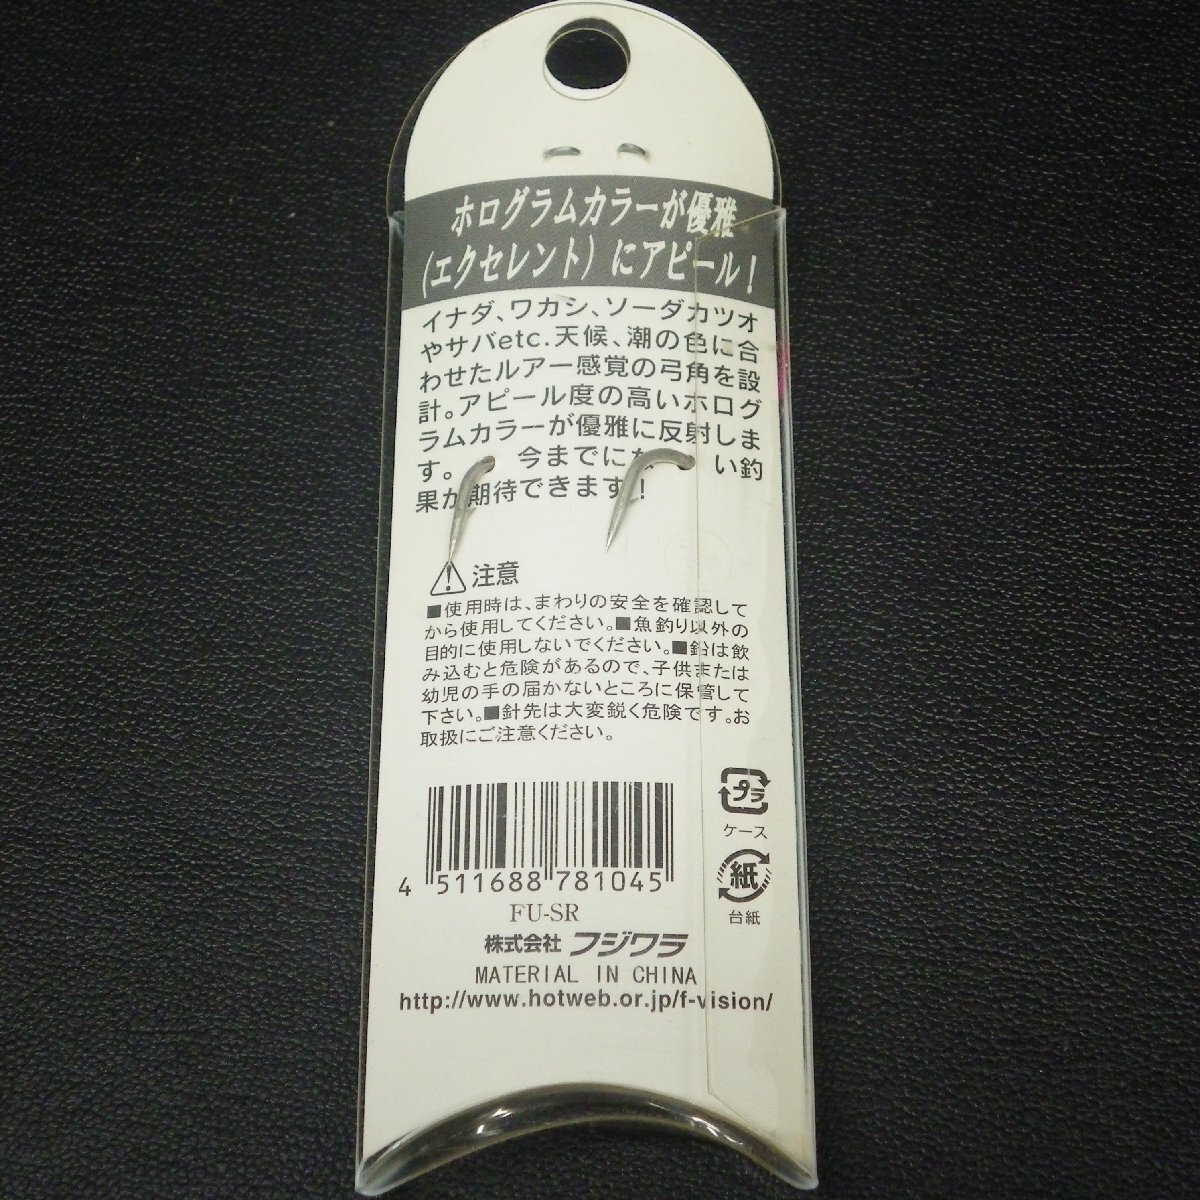 ホログラムカラーが優雅
（エクセレント）にアピール！
イナダ、ワカシ、ソーダカツオ
やサバetc.天候、潮の色に合
わせたルアー感覚の弓角を設
計。アピール度の高いホログ
ラムカラーが優雅に反射しま
す。 今までにない釣
果が期待できます！
注意
■使用時は、まわりの安全を確認して
から使用してください。■魚釣り以外の
目的に使用しないでください。■鉛は飲
み込むと危険があるので、子供または
幼児の手の届かないところに保管して
下さい。■針先は大変鋭く危険です。お
取扱にご注意ください。
プラ
ケース
紙
台紙
4 511688 781045
FU-SR
株式会社 フジワラ
MATERIAL IN CHINA
http://www.hotweb.or.jp/f-vision/